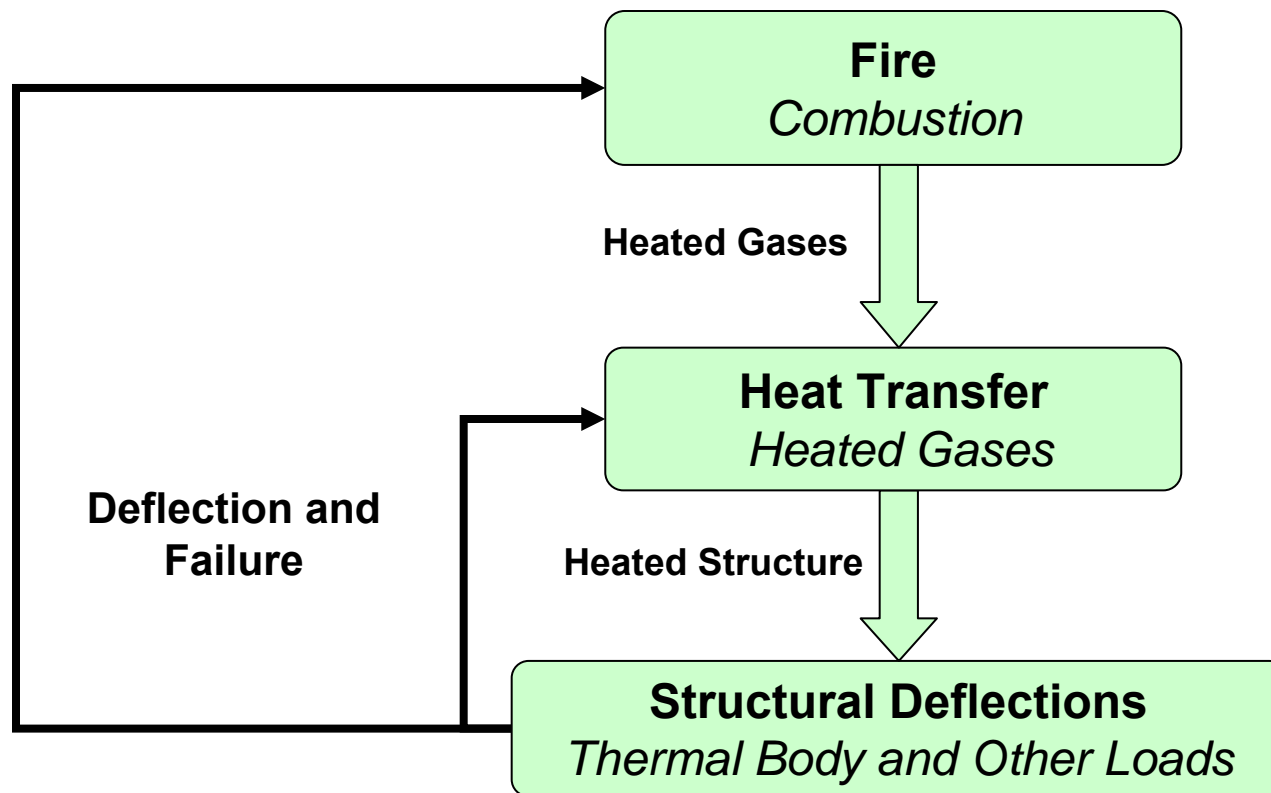 Fire
Combustion
Heated Gases
Heat Transfer
Heated Gases
Deflection and
Failure
Heated Structure
Structural Deflections
Thermal Body and Other Loads